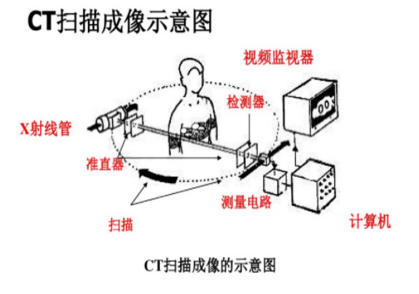 CT扫描成像示意图
视频监视器
检测器
X射线管
准直器
测量电路
扫描
计算机
CT扫描成像的示意图